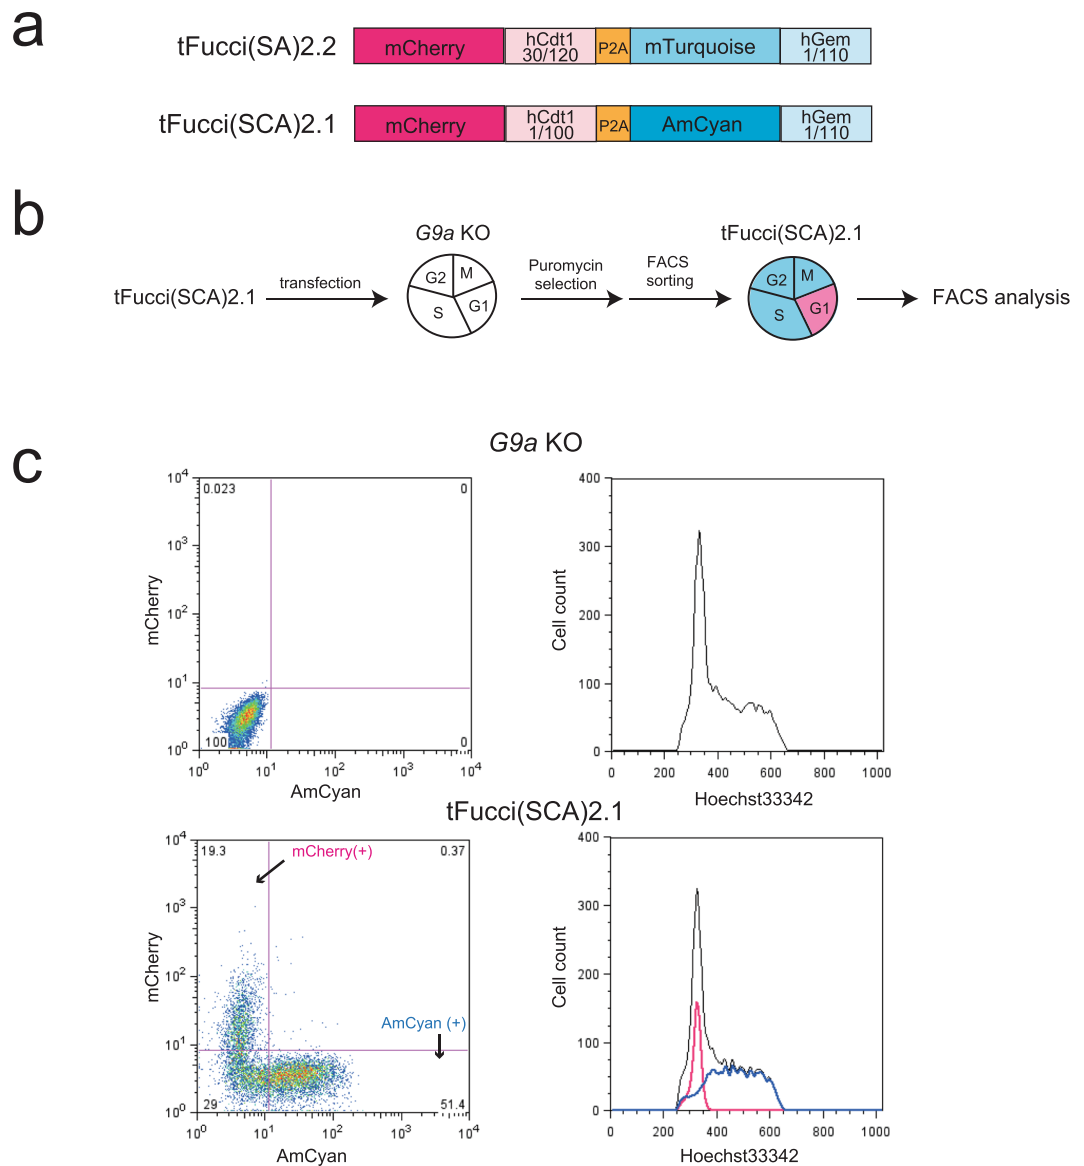 a
tFucci(SA)2.2
mCherry
hCdt1
30/120
P2A
mTurquoise
hGem
1/110
tFucci(SCA)2.1
mCherry
hCdt1
1/100
P2A
AmCyan
hGem
1/110
b
tFucci(SCA)2.1
transfection
G9a KO
G2
M
S
G1
Puromycin
selection
FACS
sorting
tFucci(SCA)2.1
G2
M
S
G1
FACS analysis
c
G9a KO
mCherry
10⁴
10³
10²
10¹
10⁰
0.023
0
100
0
10⁰ 10¹ 10² 10³ 10⁴
AmCyan
Cell count
400
300
200
100
0
0 200 400 600 800 1000
Hoechst33342
tFucci(SCA)2.1
mCherry
10⁴
10³
10²
10¹
10⁰
19.3
mCherry(+)
0.37
AmCyan (+)
29
51.4
10⁰ 10¹ 10² 10³ 10⁴
AmCyan
Cell count
400
300
200
100
0
0 200 400 600 800 1000
Hoechst33342